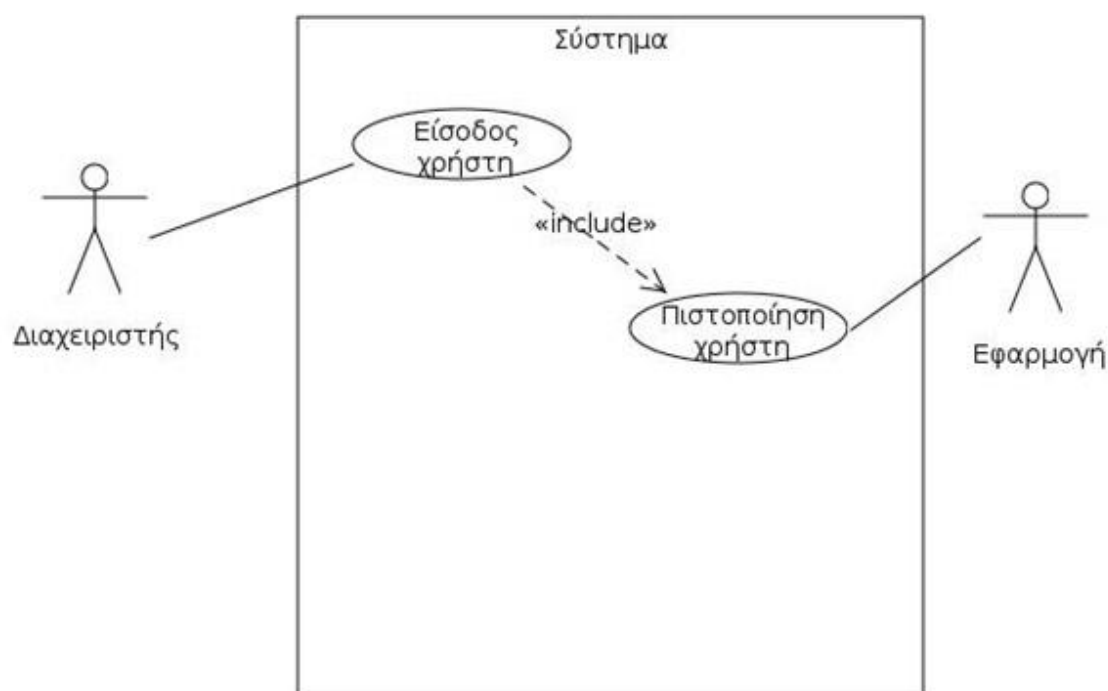 Σύστημα
Είσοδος
χρήστη
«include»
Πιστοποίηση
χρήστη
Διαχειριστής
Εφαρμογή